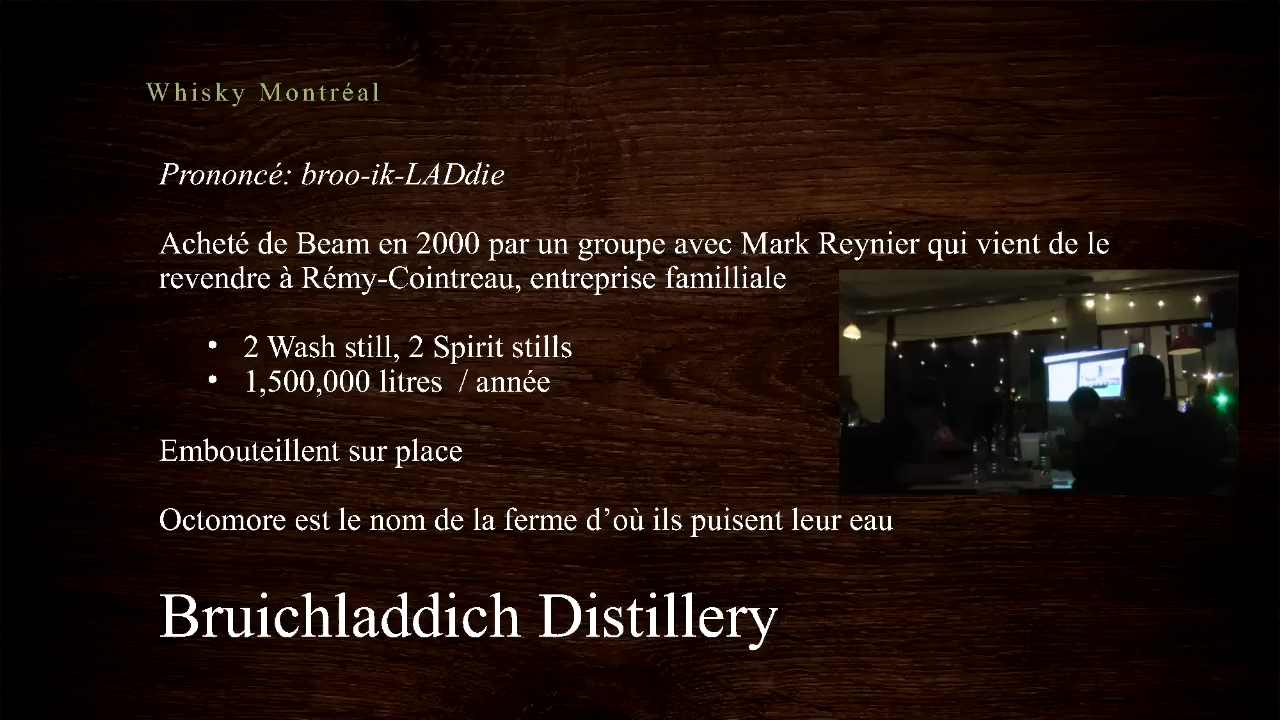 Whisky Montréal
Prononcé: broo-ik-LADdie
Acheté de Beam en 2000 par un groupe avec Mark Reynier qui vient de le
revendre à Rémy-Cointreau, entreprise familliale
• 2 Wash still, 2 Spirit stills
• 1,500,000 litres / année
Embouteillent sur place
Octomore est le nom de la ferme d’où ils puisent leur eau
Bruichladdich Distillery